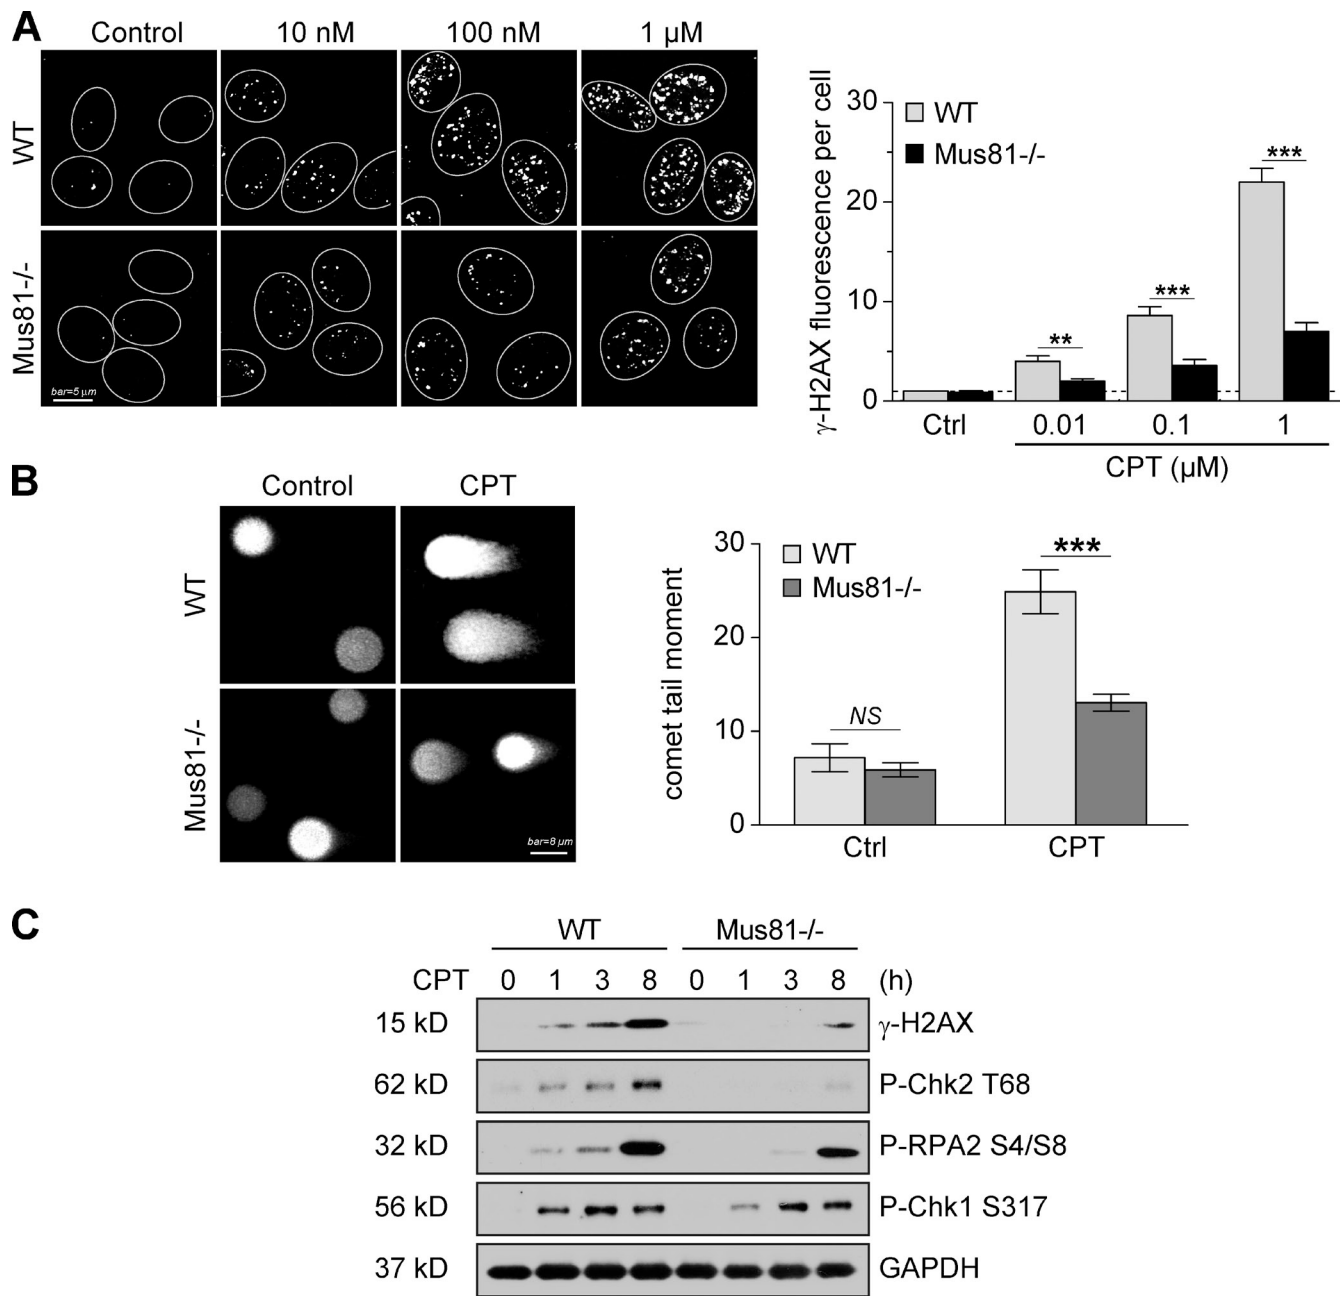 A
Control 10 nM 100 nM 1 µM
WT
Mus81-/-
bar=5 µm
γ-H2AX fluorescence per cell
30
20
10
0
WT
Mus81-/-
** *** ***
Ctrl 0.01 0.1 1
CPT (µM)
B
Control CPT
WT
Mus81-/-
bar=8 µm
comet tail moment
30
20
10
0
WT
Mus81-/-
NS ***
Ctrl CPT
C
WT Mus81-/-
CPT 0 1 3 8 0 1 3 8 (h)
15 kD γ-H2AX
62 kD P-Chk2 T68
32 kD P-RPA2 S4/S8
56 kD P-Chk1 S317
37 kD GAPDH